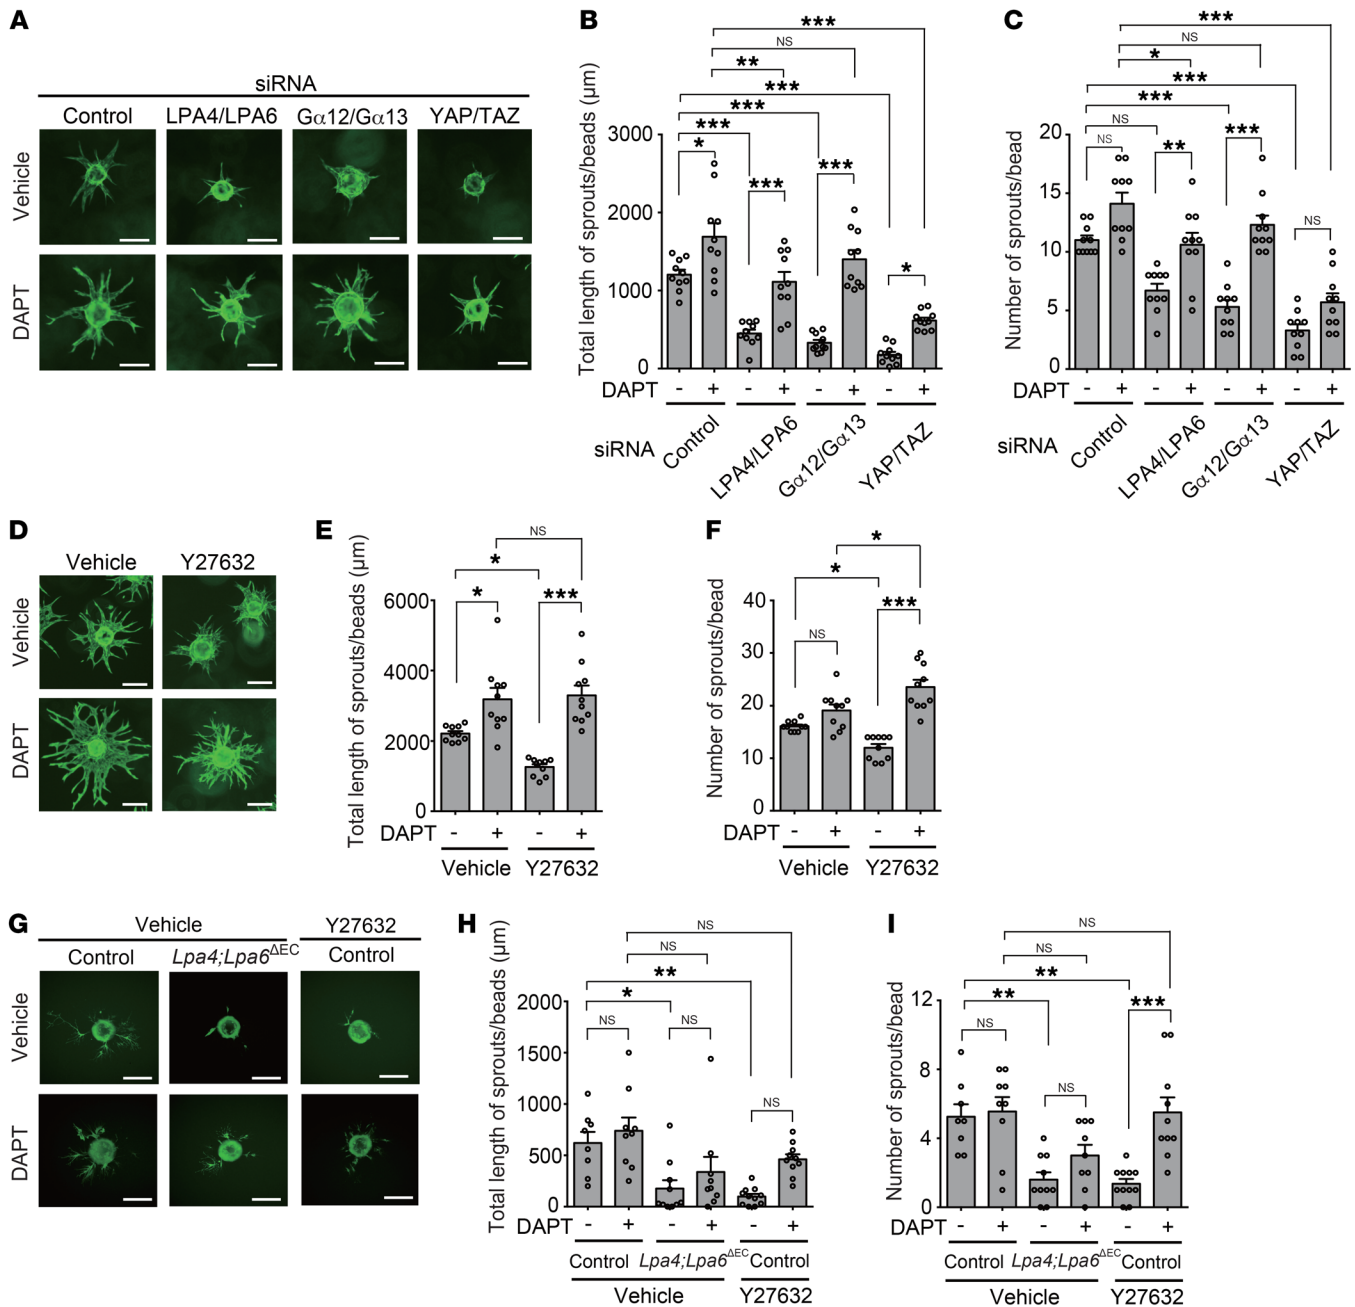 A
siRNA
Control LPA4/LPA6 Gα12/Gα13 YAP/TAZ
Vehicle
DAPT
B
Total length of sprouts/beads (μm)
***
NS
**
***
***
***
*
***
***
*
3000
2000
1000
0
DAPT - + - + - + - +
siRNA Control LPA4/LPA6 Gα12/Gα13 YAP/TAZ
C
Number of sprouts/bead
***
NS
*
***
***
NS
NS
**
***
NS
20
15
10
5
0
DAPT - + - + - + - +
siRNA Control LPA4/LPA6 Gα12/Gα13 YAP/TAZ
D
Vehicle Y27632
Vehicle
DAPT
E
Total length of sprouts/beads (μm)
NS
*
*
***
6000
4000
2000
0
DAPT - + - +
Vehicle Y27632
F
Number of sprouts/bead
*
*
NS
***
40
30
20
10
0
DAPT - + - +
Vehicle Y27632
G
Vehicle Y27632
Control Lpa4;Lpa6ΔEC Control
Vehicle
DAPT
H
Total length of sprouts/beads (μm)
NS
NS
**
*
NS
NS
NS
2000
1500
1000
500
0
DAPT - + - + - +
Control Lpa4;Lpa6ΔEC Control
Vehicle Y27632
I
Number of sprouts/bead
NS
NS
**
**
NS
NS
***
12
8
4
0
DAPT - + - + - +
Control Lpa4;Lpa6ΔEC Control
Vehicle Y27632